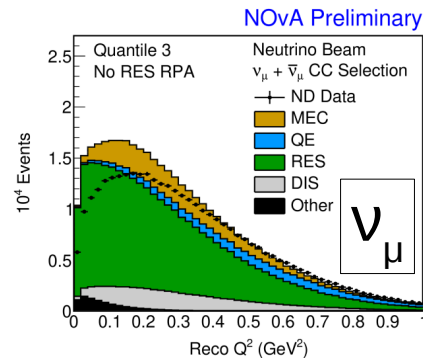 NOνA Preliminary
Quantile 3
No RES RPA
Neutrino Beam
νμ + ν̄μ CC Selection
ND Data
MEC
QE
RES
DIS
Other
νμ
10⁴ Events
2.5
2
1.5
1
0.5
0
0 0.1 0.2 0.3 0.4 0.5 0.6 0.7 0.8 0.9 1
Reco Q² (GeV²)